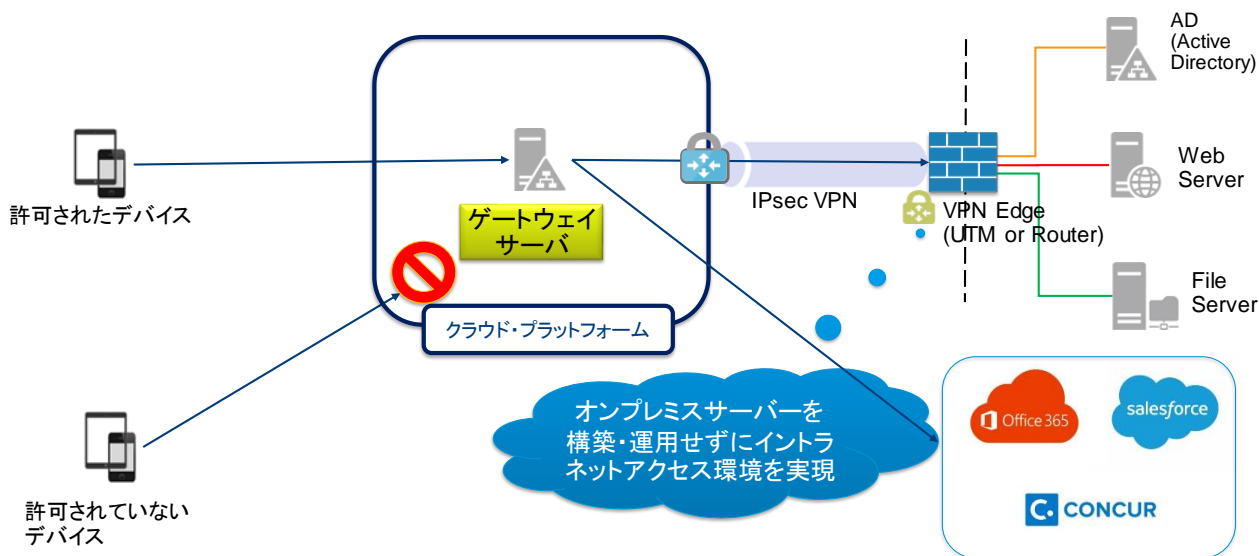 AD
(Active
Directory)
許可されたデバイス
ゲートウェイ
サーバ
IPsec VPN
VPN Edge
(UTM or Router)
Web
Server
File
Server
クラウド・プラットフォーム
許可されていない
デバイス
オンプレミスサーバーを
構築・運用せずにイントラ
ネットアクセス環境を実現
Office 365
salesforce
C. CONCUR